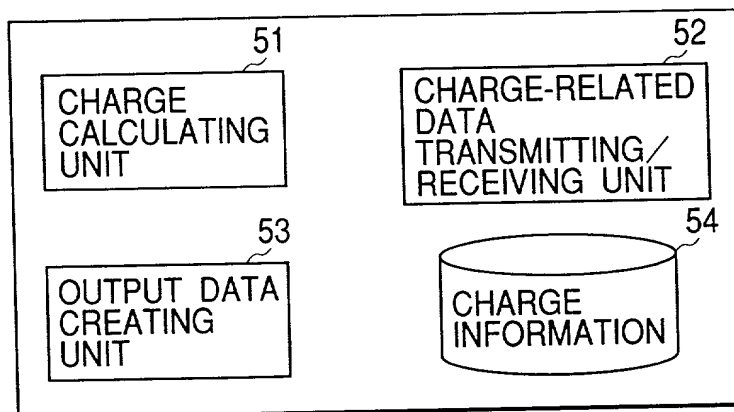 51
CHARGE
CALCULATING
UNIT
52
CHARGE-RELATED
DATA
TRANSMITTING/
RECEIVING UNIT
53
OUTPUT DATA
CREATING
UNIT
54
CHARGE
INFORMATION